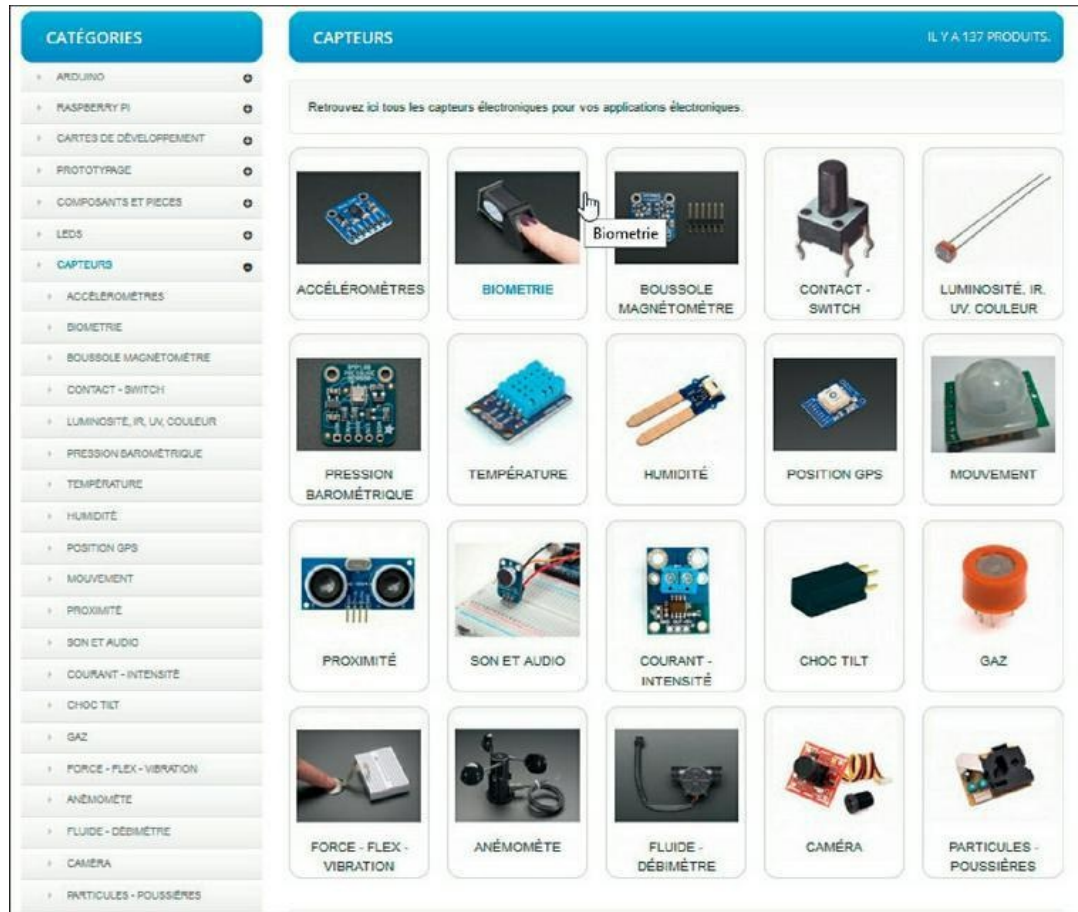 CATÉGORIES
ARDUINO
RASPBERRY PI
CARTES DE DÉVELOPPEMENT
PROTOTYPAGE
COMPOSANTS ET PIECES
LEDS
CAPTEURS
ACCÉLÉROMÈTRES
BIOMETRIE
BOUSSOLE MAGNÉTOMÈTRE
CONTACT - SWITCH
LUMINOSITÉ, IR, UV, COULEUR
PRESSION BAROMÉTRIQUE
TEMPÉRATURE
HUMIDITÉ
POSITION GPS
MOUVEMENT
PROXIMITÉ
SON ET AUDIO
COURANT - INTENSITÉ
CHOC TILT
GAZ
FORCE - FLEX - VIBRATION
ANÉMOMÈTE
FLUIDE - DÉBIMÈTRE
CAMÉRA
PARTICULES - POUSSIÈRES
CAPTEURS
IL Y A 137 PRODUITS.
Retrouvez ici tous les capteurs électroniques pour vos applications électroniques.
ACCÉLÉROMÈTRES
BIOMETRIE
Biometrie
BOUSSOLE
MAGNÉTOMÈTRE
CONTACT -
SWITCH
LUMINOSITÉ, IR,
UV, COULEUR
PRESSION
BAROMÉTRIQUE
TEMPÉRATURE
HUMIDITÉ
POSITION GPS
MOUVEMENT
PROXIMITÉ
SON ET AUDIO
COURANT -
INTENSITÉ
CHOC TILT
GAZ
FORCE - FLEX -
VIBRATION
ANÉMOMÈTE
FLUIDE -
DÉBIMÈTRE
CAMÉRA
PARTICULES -
POUSSIÈRES